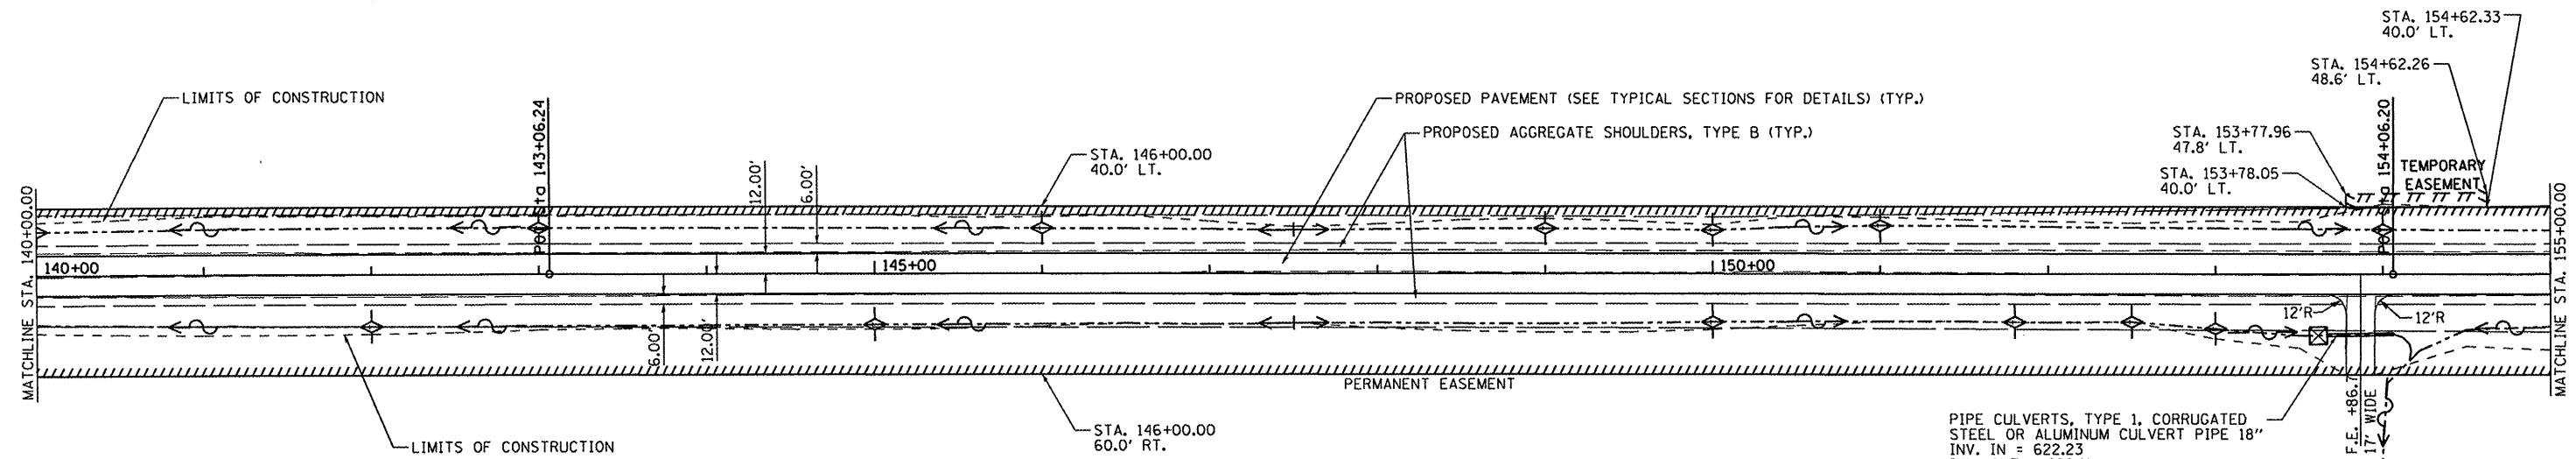 STA. 154+62.33
40.0' LT.
STA. 154+62.26
48.6' LT.
LIMITS OF CONSTRUCTION
PROPOSED PAVEMENT (SEE TYPICAL SECTIONS FOR DETAILS) (TYP.)
PROPOSED AGGREGATE SHOULDERS, TYPE B (TYP.)
STA. 153+77.96
47.8' LT.
STA. 153+78.05
40.0' LT.
STA. 146+00.00
40.0' LT.
TEMPORARY
EASEMENT
Sta 143+06.24
Sta 154+06.20
12.00'
6.00'
MATCHLINE STA. 140+00.00
MATCHLINE STA. 155+00.00
140+00
145+00
150+00
6.00'
12.00'
12'R
12'R
PERMANENT EASEMENT
LIMITS OF CONSTRUCTION
STA. 146+00.00
60.0' RT.
PIPE CULVERTS, TYPE 1, CORRUGATED
STEEL OR ALUMINUM CULVERT PIPE 18"
INV. IN = 622.23
F.E. +86.7
17' WIDE